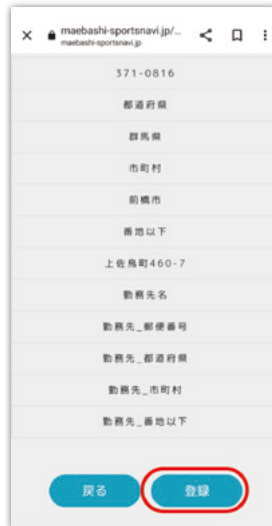 maebashi-sportsnavi.jp/...
maebashi-sportsnavi.jp
371-0816
都道府県
群馬県
市町村
前橋市
番地以下
上佐鳥町460-7
勤務先名
勤務先_郵便番号
勤務先_都道府県
勤務先_市町村
勤務先_番地以下
戻る
登録